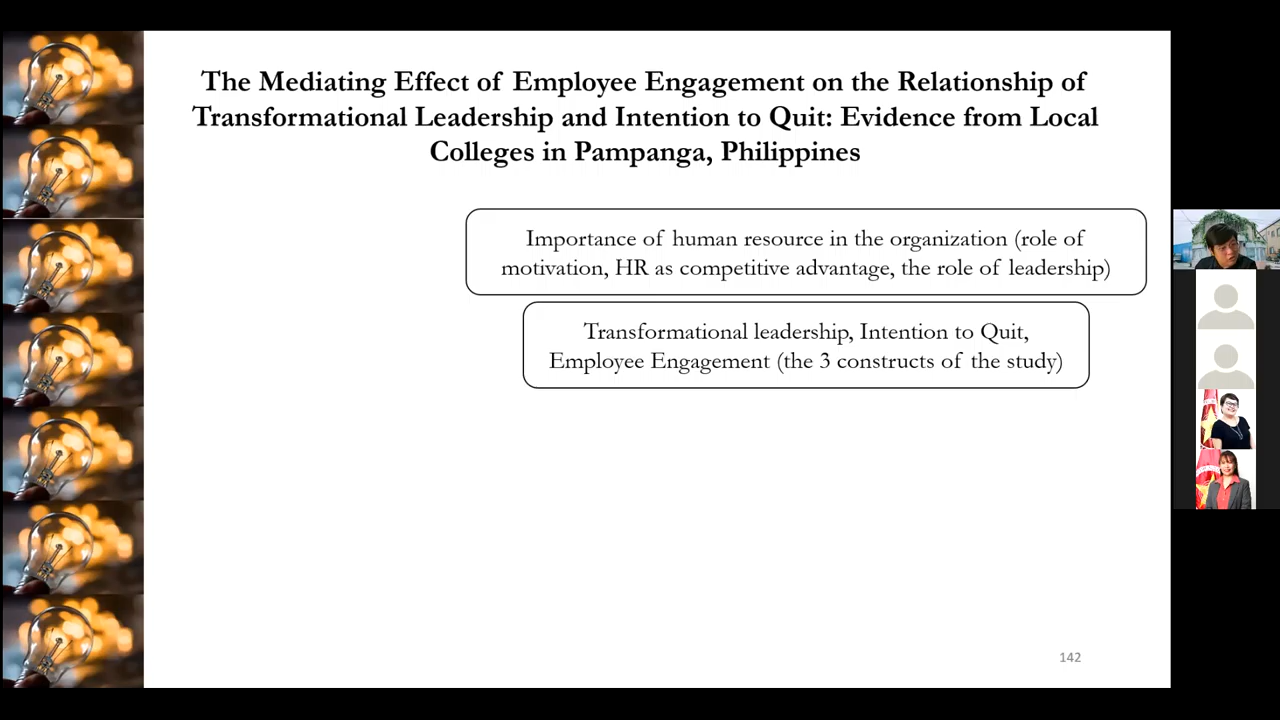 The Mediating Effect of Employee Engagement on the Relationship of
Transformational Leadership and Intention to Quit: Evidence from Local
Colleges in Pampanga, Philippines
Importance of human resource in the organization (role of
motivation, HR as competitive advantage, the role of leadership)
Transformational leadership, Intention to Quit,
Employee Engagement (the 3 constructs of the study)
142